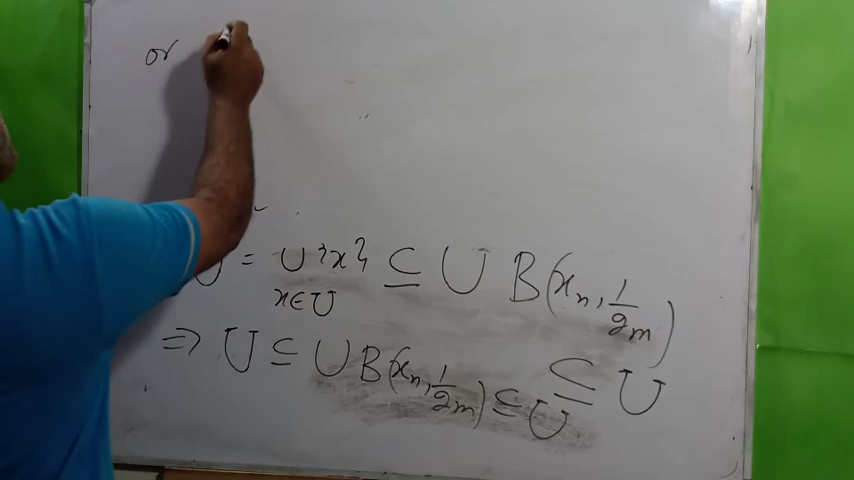 or
U = ∪ {x} ⊆ ∪ B(xₙ, 1/2m)
x∈U
⊆ U
⇒ U ⊆ ∪ B(xₙ, 1/2m) ⊆ U